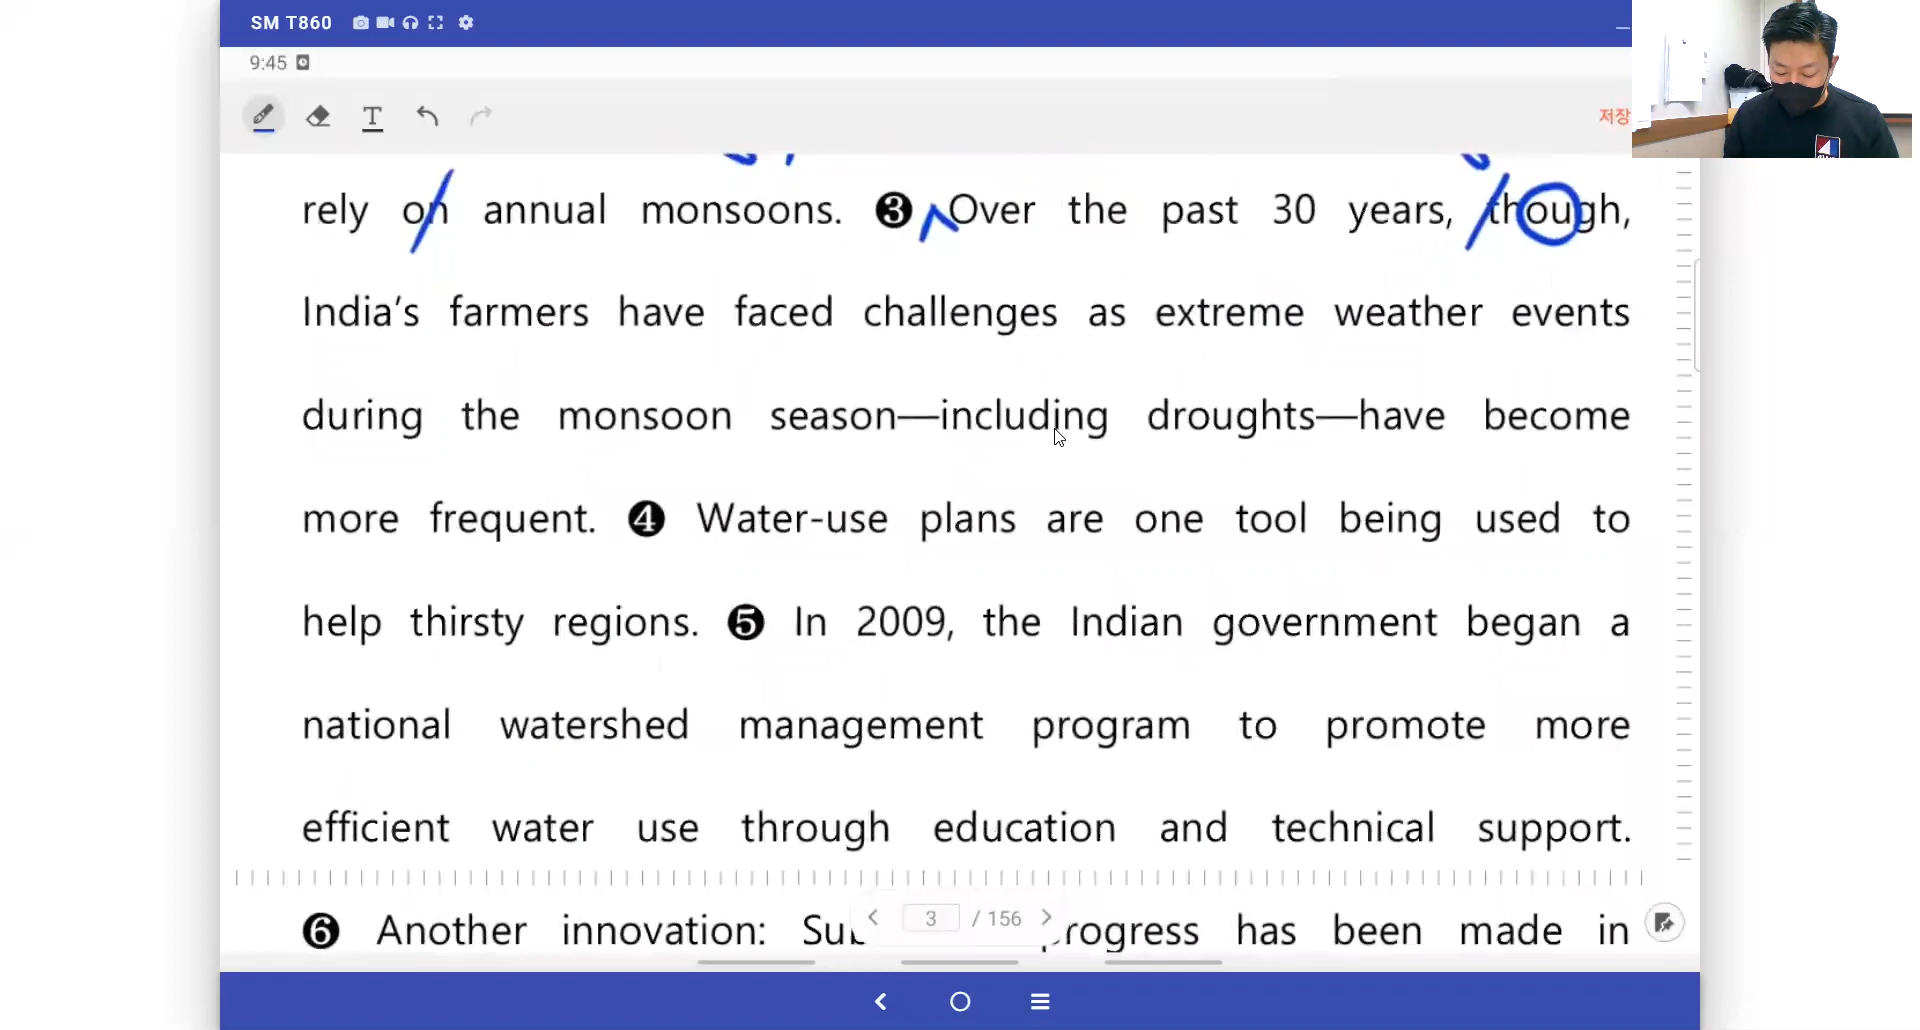 SM T860
9:45
저장
rely on annual monsoons. ❸ Over the past 30 years, though,
India's farmers have faced challenges as extreme weather events
during the monsoon season—including droughts—have become
more frequent. ❹ Water-use plans are one tool being used to
help thirsty regions. ❺ In 2009, the Indian government began a
national watershed management program to promote more
efficient water use through education and technical support.
❻ Another innovation: progress has been made in
3 / 156